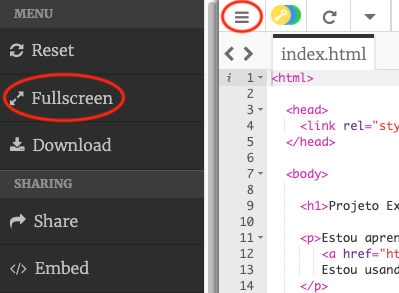 MENU
Reset
Fullscreen
Download
SHARING
Share
Embed
index.html
i 1 <html>
2
3 <head>
4 <link rel="sty
5 </head>
6
7 <body>
8
9 <h1>Projeto Ex
10
11 <p>Estou apren
12 <a href="ht
13 Estou usand
14 </p>